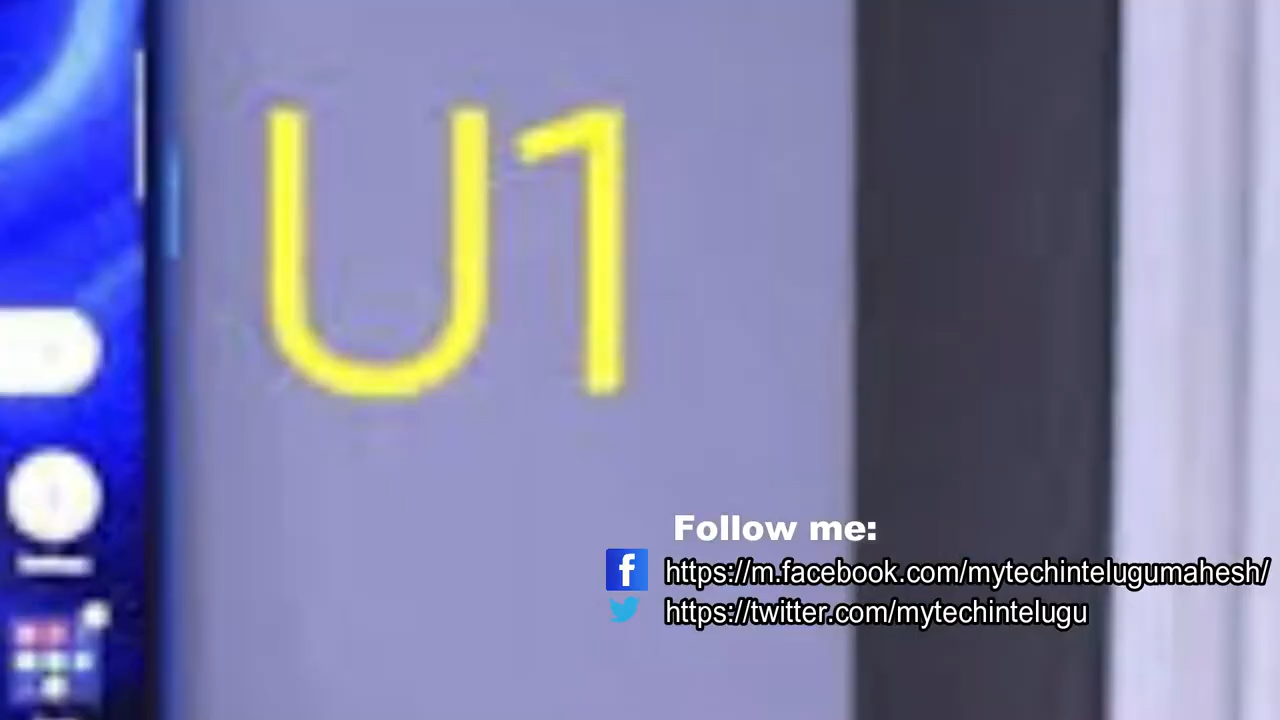 U1
Follow me:
https://m.facebook.com/mytechintelugumahesh/
https://twitter.com/mytechintelugu